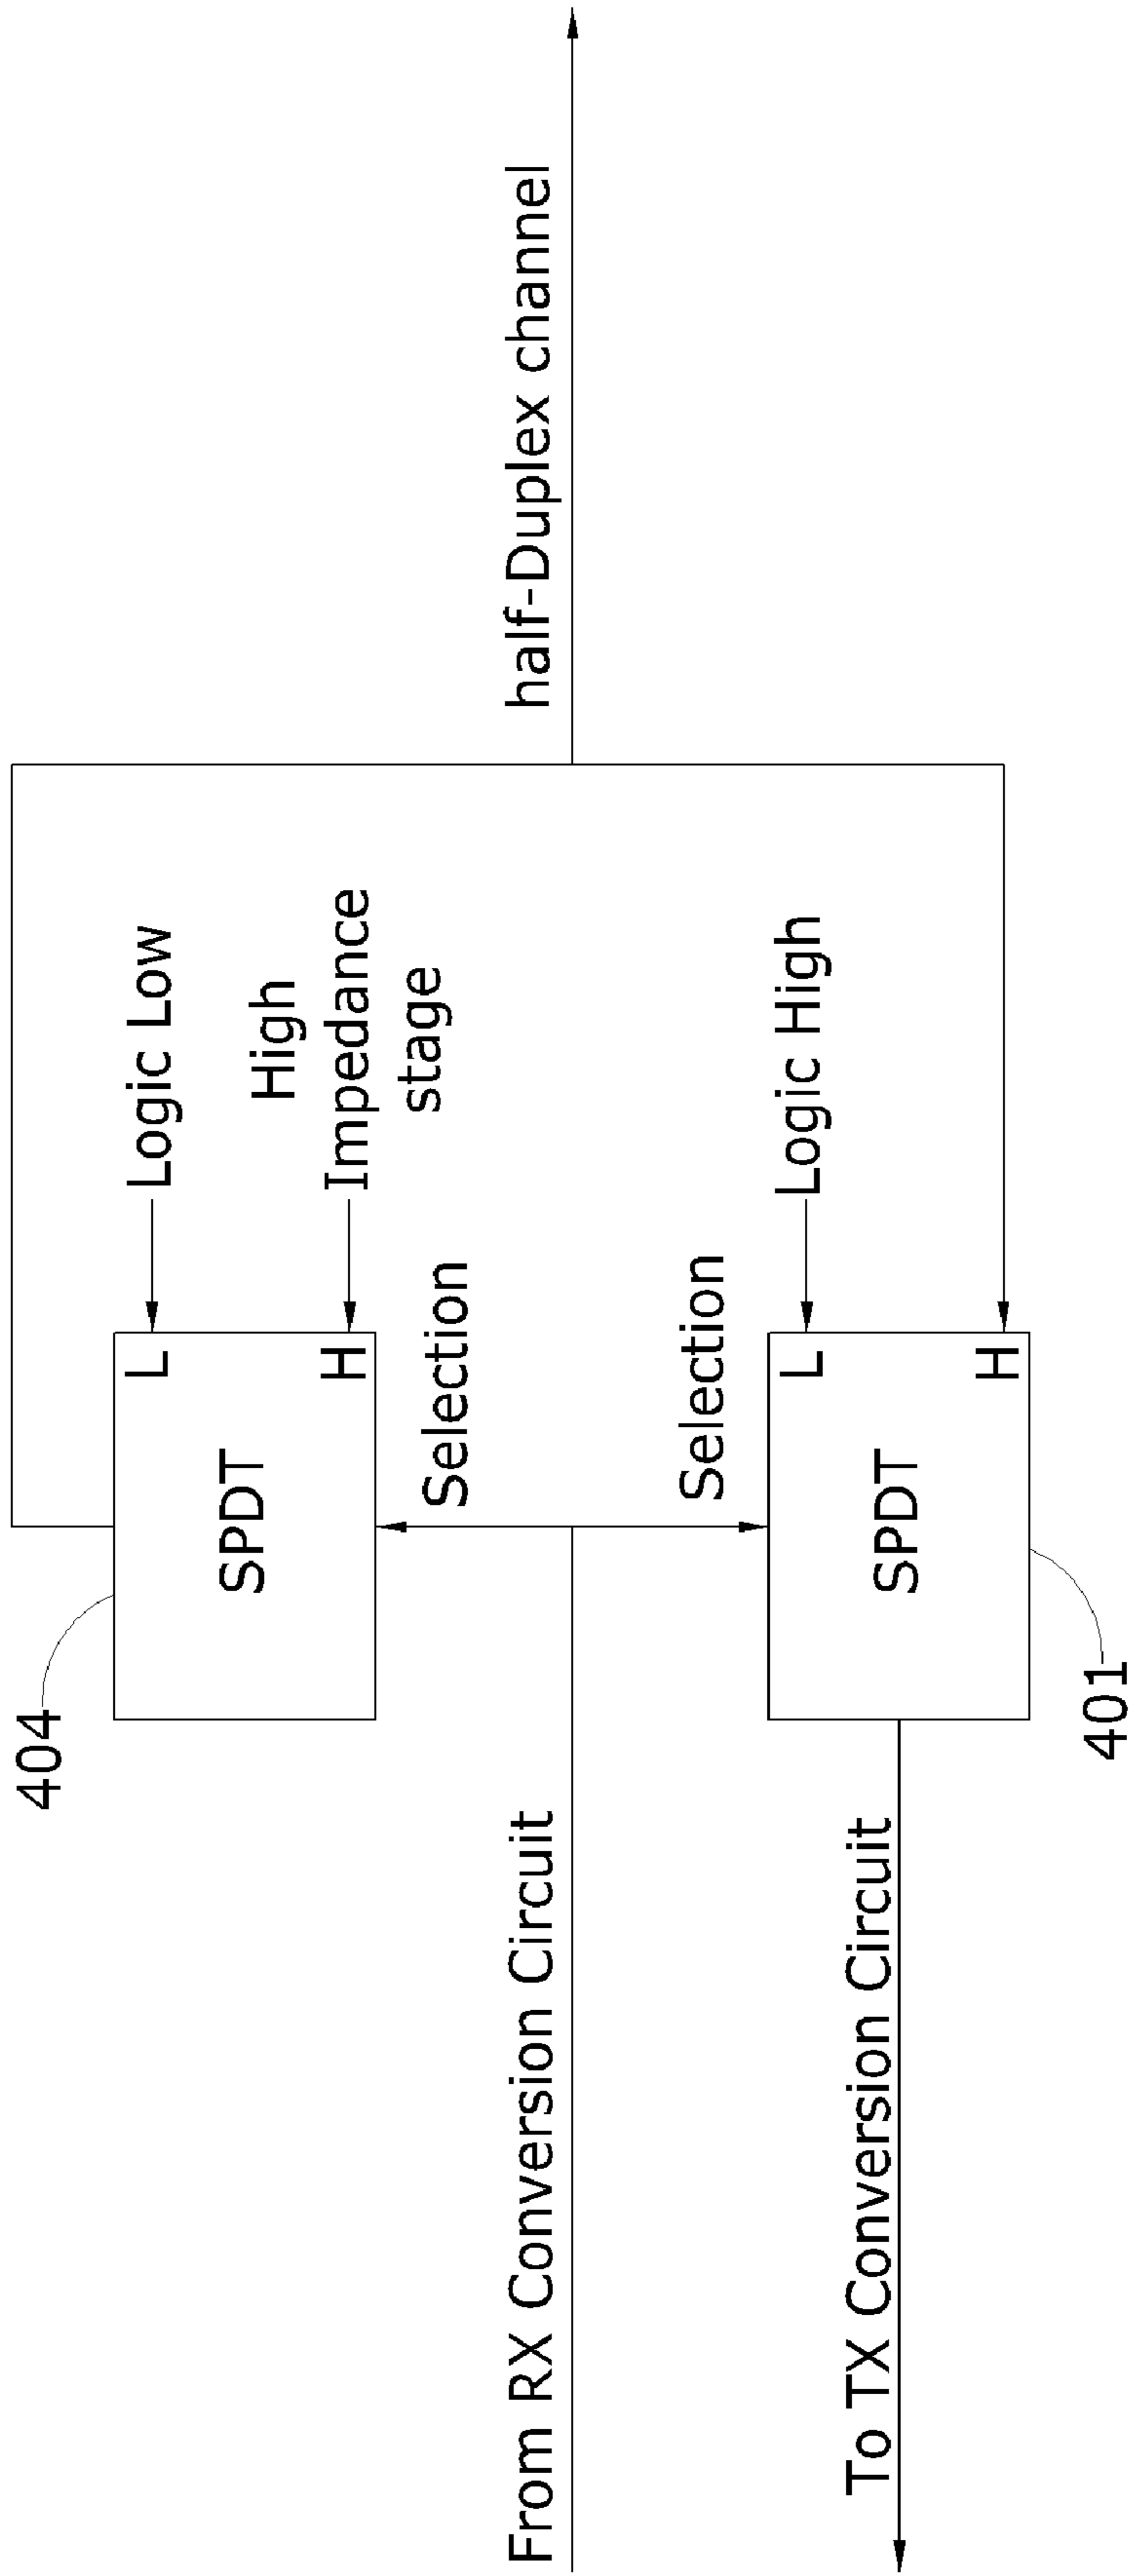 404
SPDT
L
H
Logic Low
High
Impedance
stage
Selection
half-Duplex channel
From RX Conversion Circuit
Selection
SPDT
L
H
Logic High
To TX Conversion Circuit
401